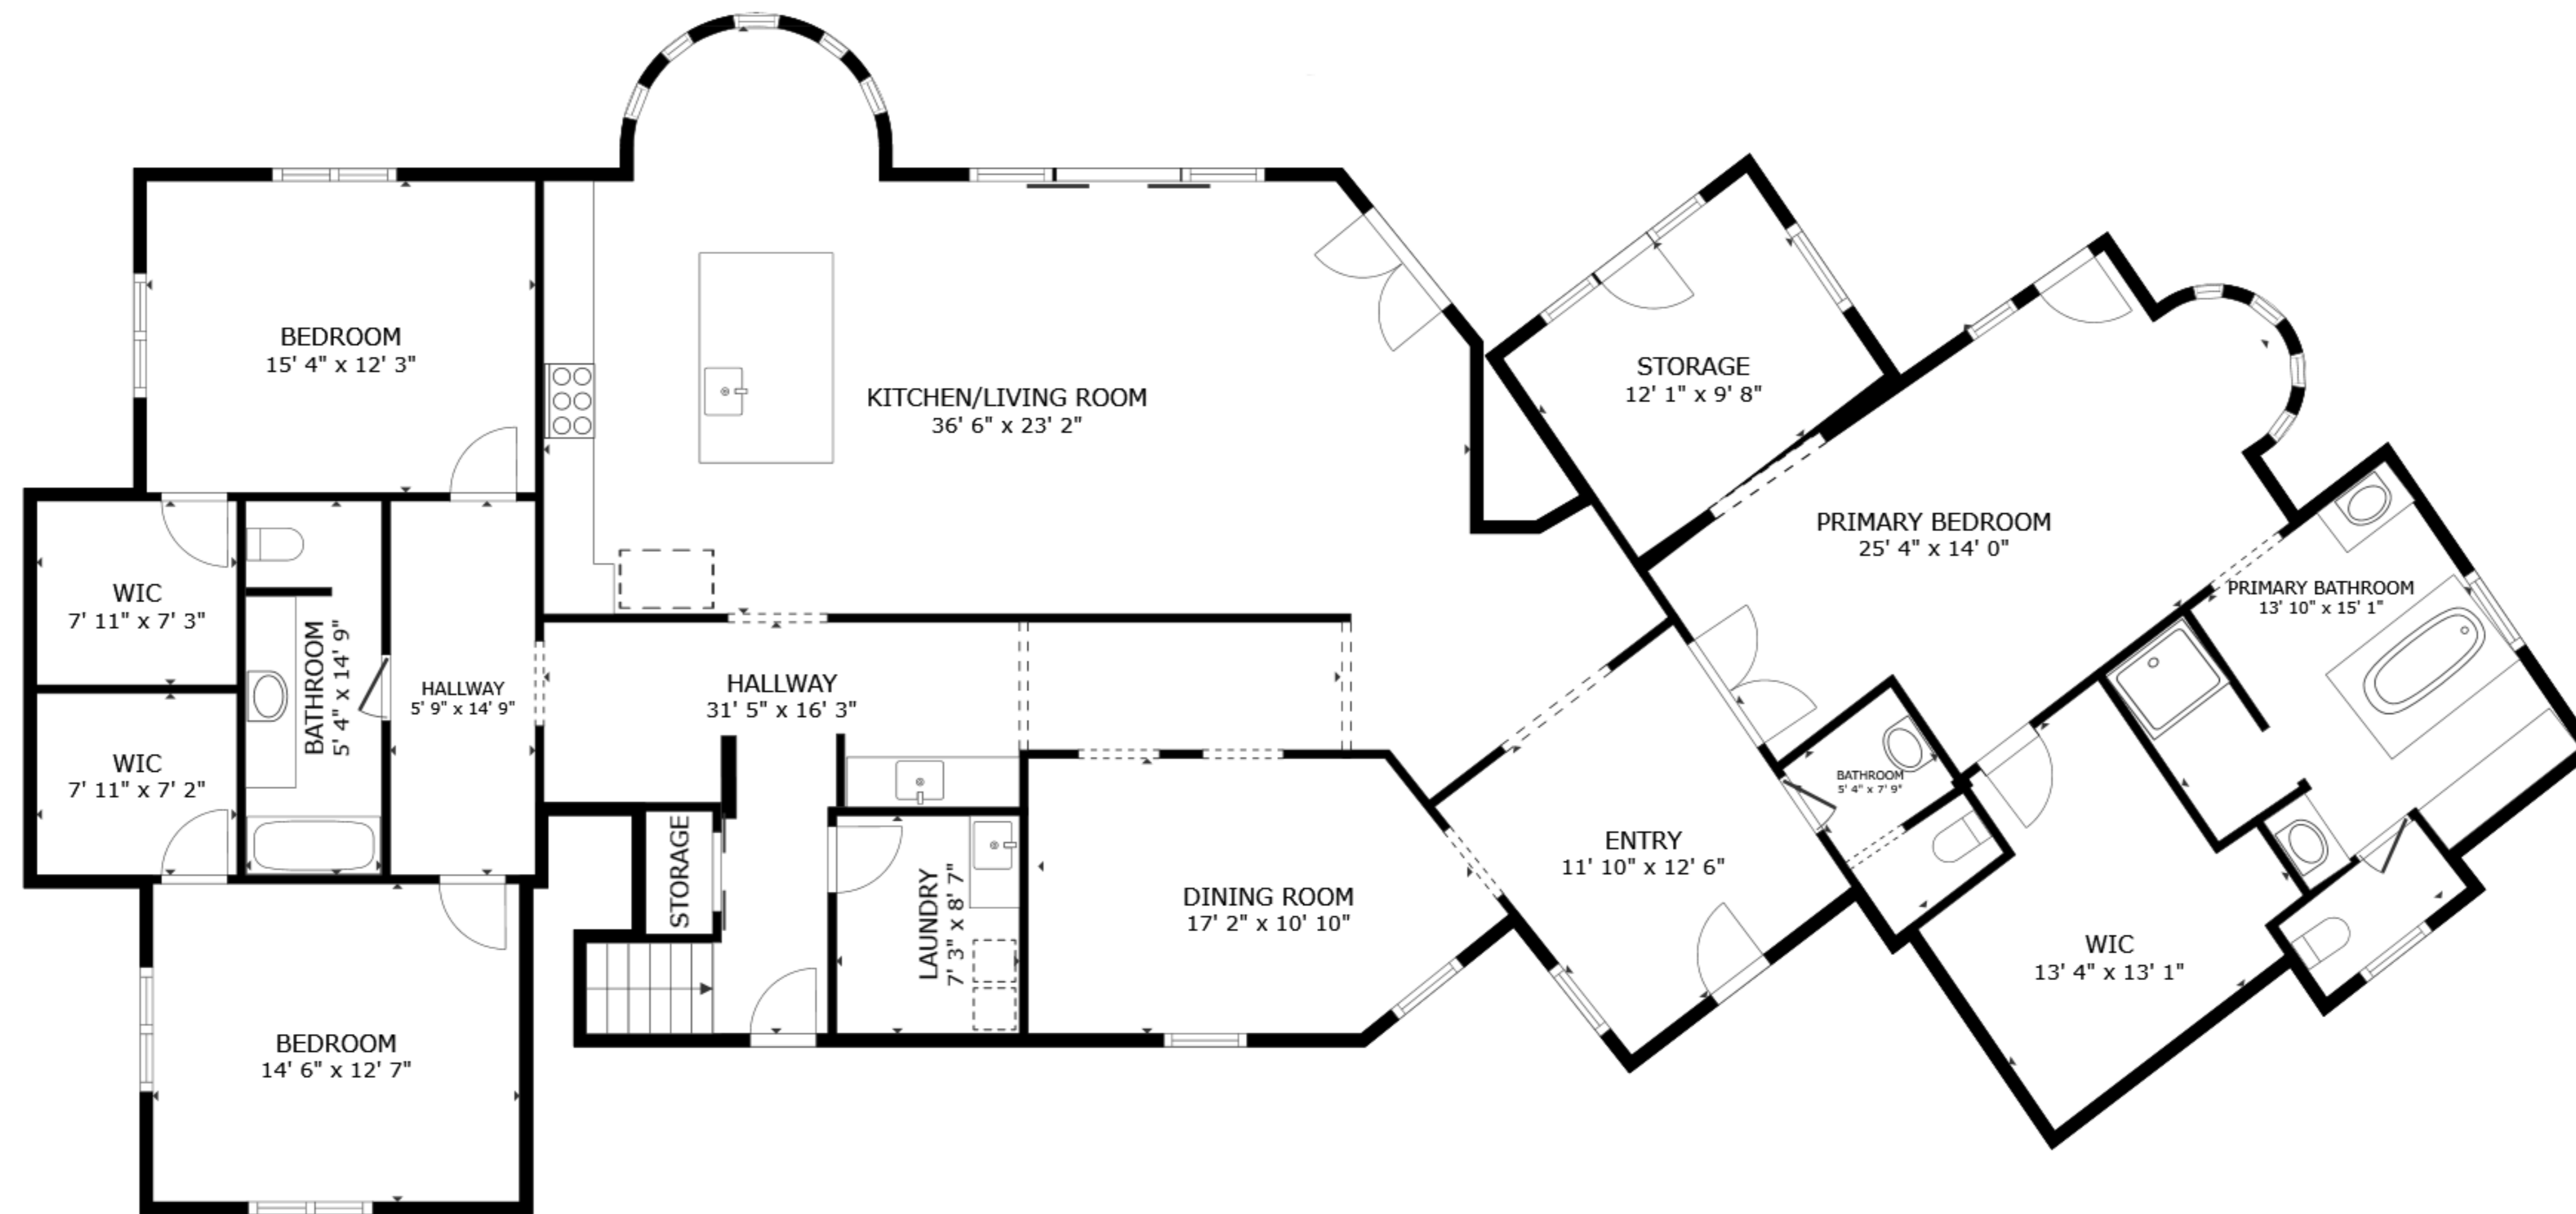 BEDROOM
15' 4" x 12' 3"
KITCHEN/LIVING ROOM
36' 6" x 23' 2"
STORAGE
12' 1" x 9' 8"
PRIMARY BEDROOM
25' 4" x 14' 0"
PRIMARY BATHROOM
13' 10" x 15' 1"
WIC
7' 11" x 7' 3"
BATHROOM
5' 4" x 14' 9"
HALLWAY
5' 9" x 14' 9"
HALLWAY
31' 5" x 16' 3"
WIC
7' 11" x 7' 2"
BATHROOM
5' 4" x 7' 9"
STORAGE
LAUNDRY
7' 3" x 8' 7"
DINING ROOM
17' 2" x 10' 10"
ENTRY
11' 10" x 12' 6"
WIC
13' 4" x 13' 1"
BEDROOM
14' 6" x 12' 7"